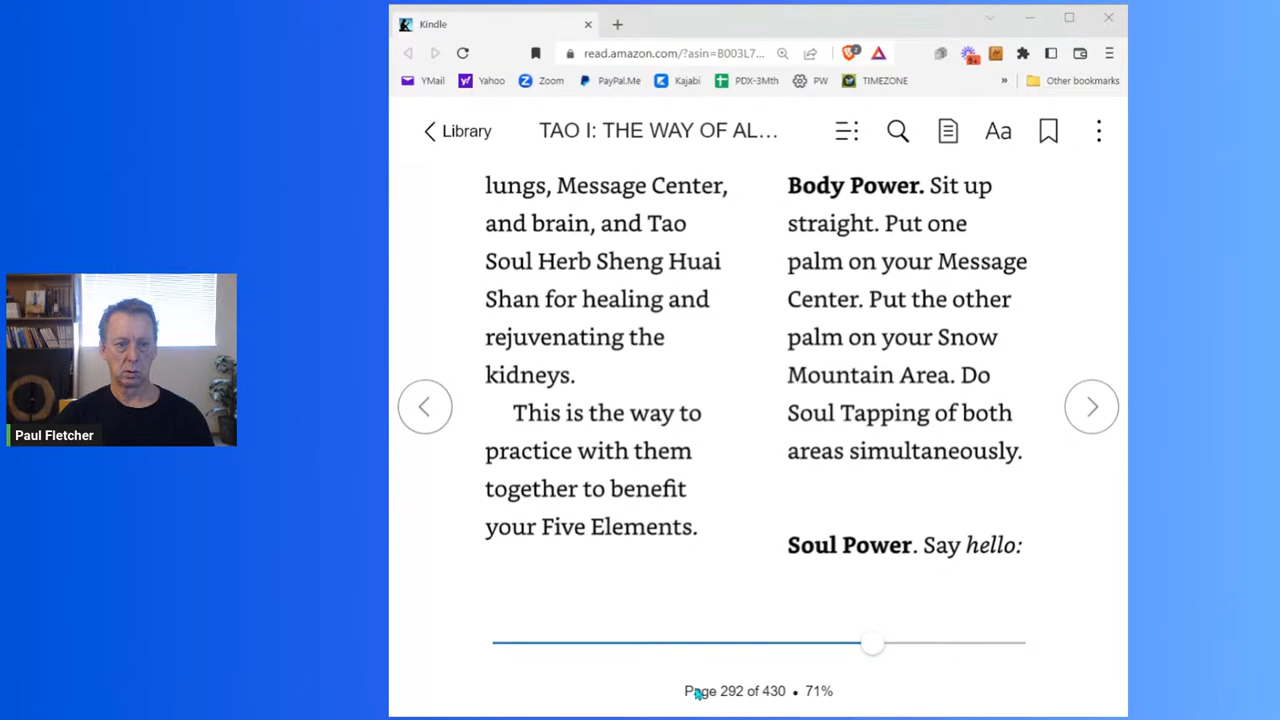 Kindle
read.amazon.com/?asin=B003L7...
2
9+
YMail
Yahoo
Zoom
PayPal.Me
Kajabi
PDX-3Mth
PW
TIMEZONE
»
Other bookmarks
Library
TAO I: THE WAY OF AL...
Aa
lungs, Message Center,
and brain, and Tao
Soul Herb Sheng Huai
Shan for healing and
rejuvenating the
kidneys.
This is the way to
practice with them
together to benefit
your Five Elements.
Body Power. Sit up
straight. Put one
palm on your Message
Center. Put the other
palm on your Snow
Mountain Area. Do
Soul Tapping of both
areas simultaneously.
Soul Power. Say hello:
Page 292 of 430 • 71%
Paul Fletcher